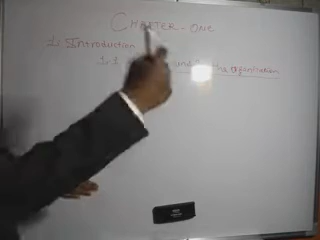 CHAPTER - ONE
1. Introduction
1.1 the Organization